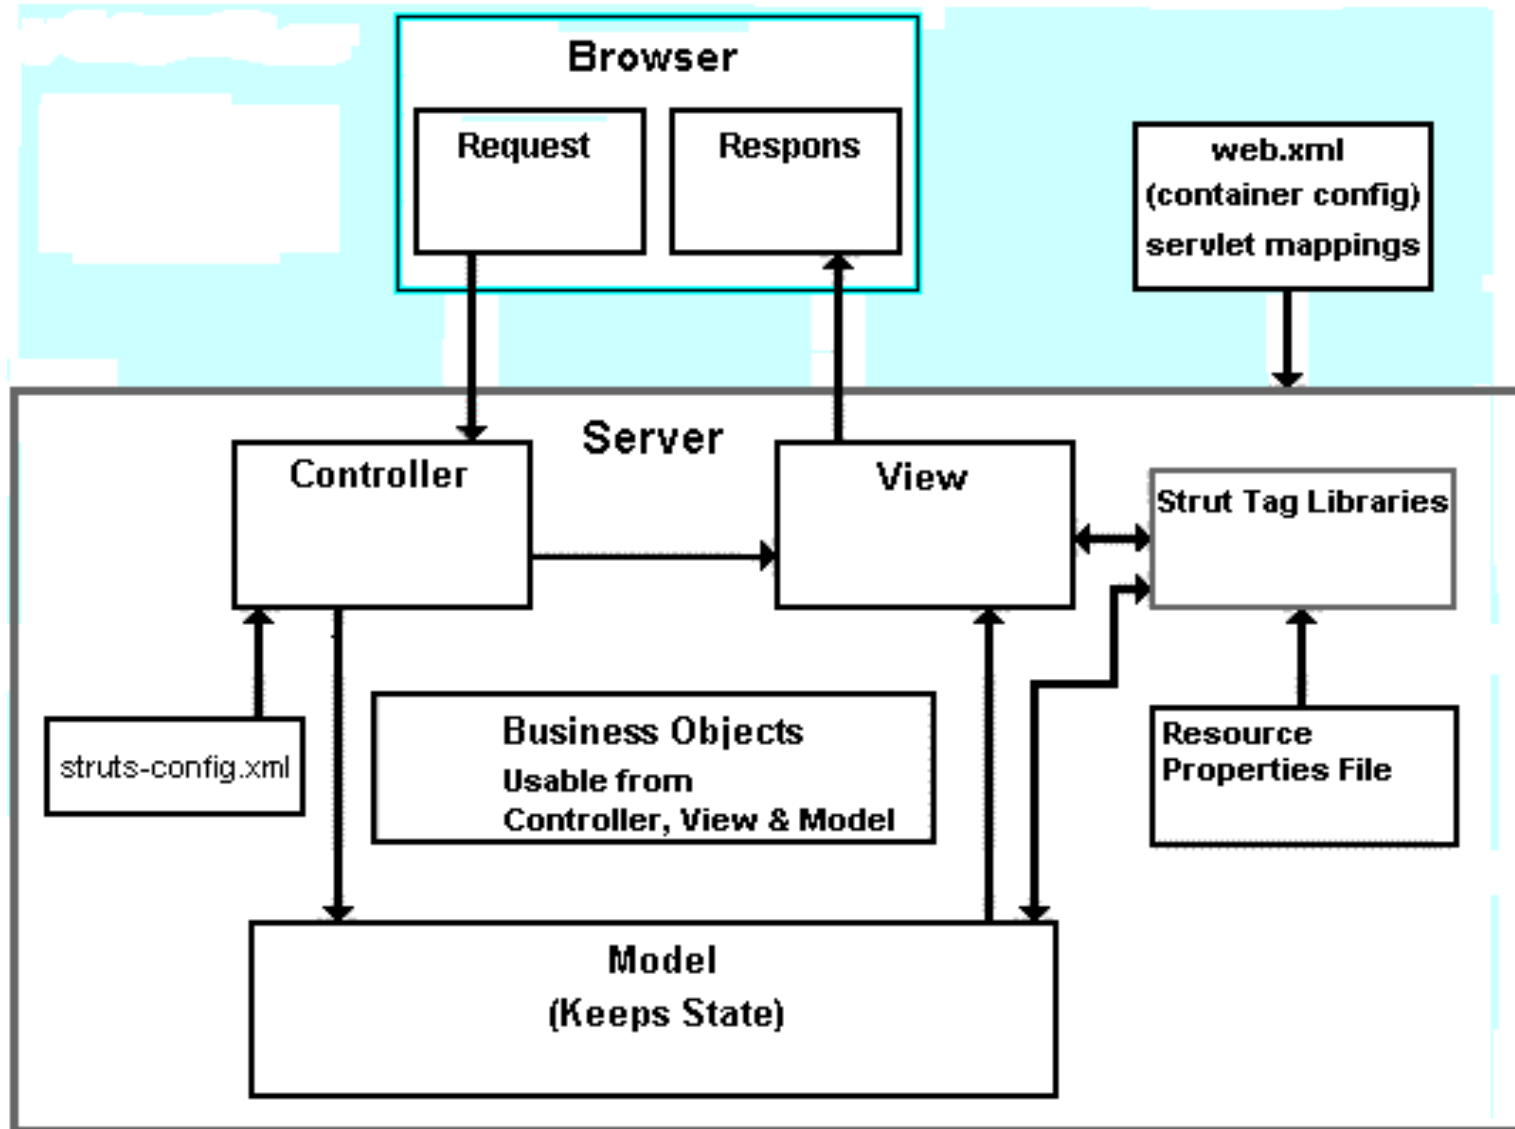 Browser
Request
Respons
web.xml
(container config)
servlet mappings
Server
Controller
View
Strut Tag Libraries
struts-config.xml
Business Objects
Usable from
Controller, View & Model
Resource
Properties File
Model
(Keeps State)